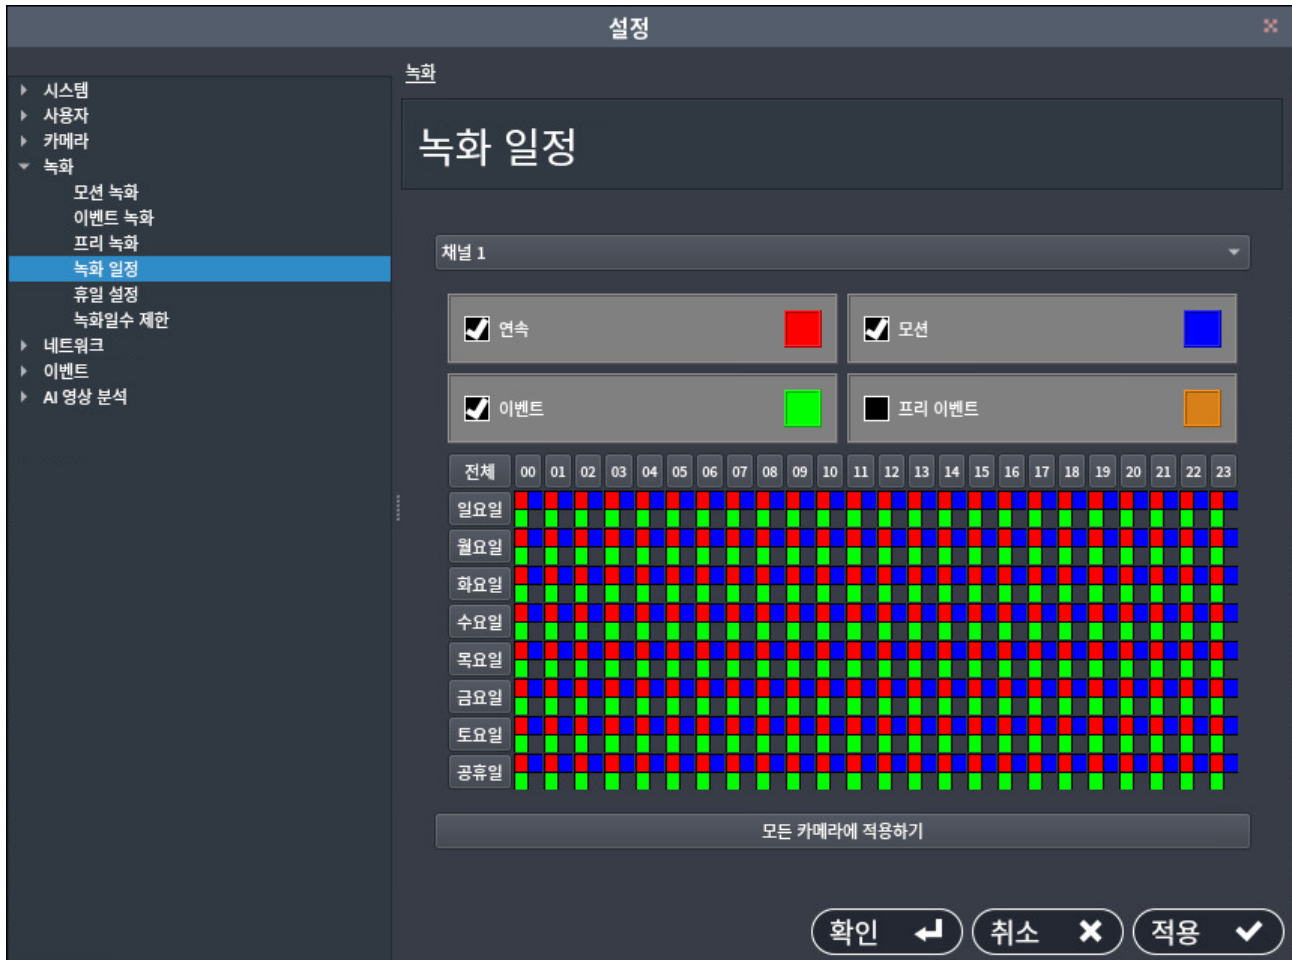 설정
녹화
시스템
사용자
카메라
녹화
모션 녹화
이벤트 녹화
프리 녹화
녹화 일정
휴일 설정
녹화일수 제한
네트워크
이벤트
AI 영상 분석
녹화 일정
채널 1
연속 모션
이벤트 프리 이벤트
전체 00 01 02 03 04 05 06 07 08 09 10 11 12 13 14 15 16 17 18 19 20 21 22 23
일요일
월요일
화요일
수요일
목요일
금요일
토요일
공휴일
모든 카메라에 적용하기
확인 취소 적용